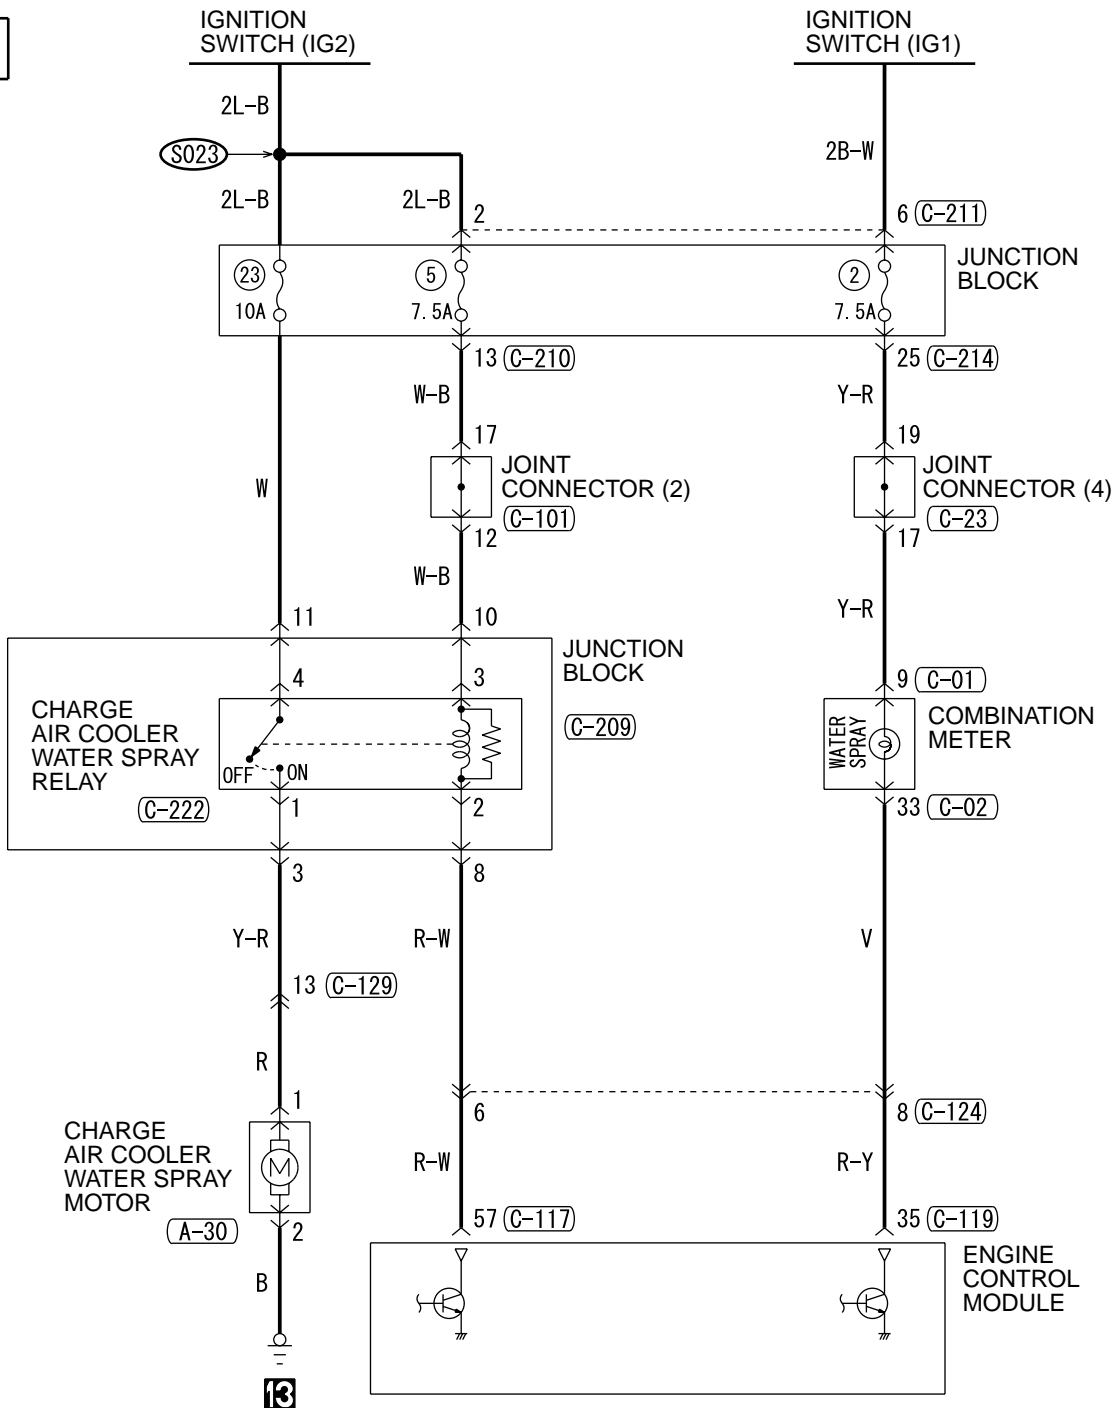 IGNITION
SWITCH (IG2)
IGNITION
SWITCH (IG1)
2L-B
S023
2B-W
2L-B
2L-B
2
6 C-211
JUNCTION
BLOCK
23
5
2
10A
7.5A
7.5A
13 C-210
25 C-214
W-B
Y-R
17
19
JOINT
CONNECTOR (2)
JOINT
CONNECTOR (4)
W
C-101
C-23
12
17
W-B
Y-R
11
10
JUNCTION
BLOCK
4
3
9 C-01
CHARGE
AIR COOLER
WATER SPRAY
RELAY
C-209
WATER
SPRAY
COMBINATION
METER
OFF
ON
C-222
1
2
33 C-02
3
8
Y-R
R-W
V
13 C-129
R
1
6
8 C-124
CHARGE
AIR COOLER
WATER SPRAY
MOTOR
M
R-W
R-Y
A-30
2
57 C-117
35 C-119
B
ENGINE
CONTROL
MODULE
13